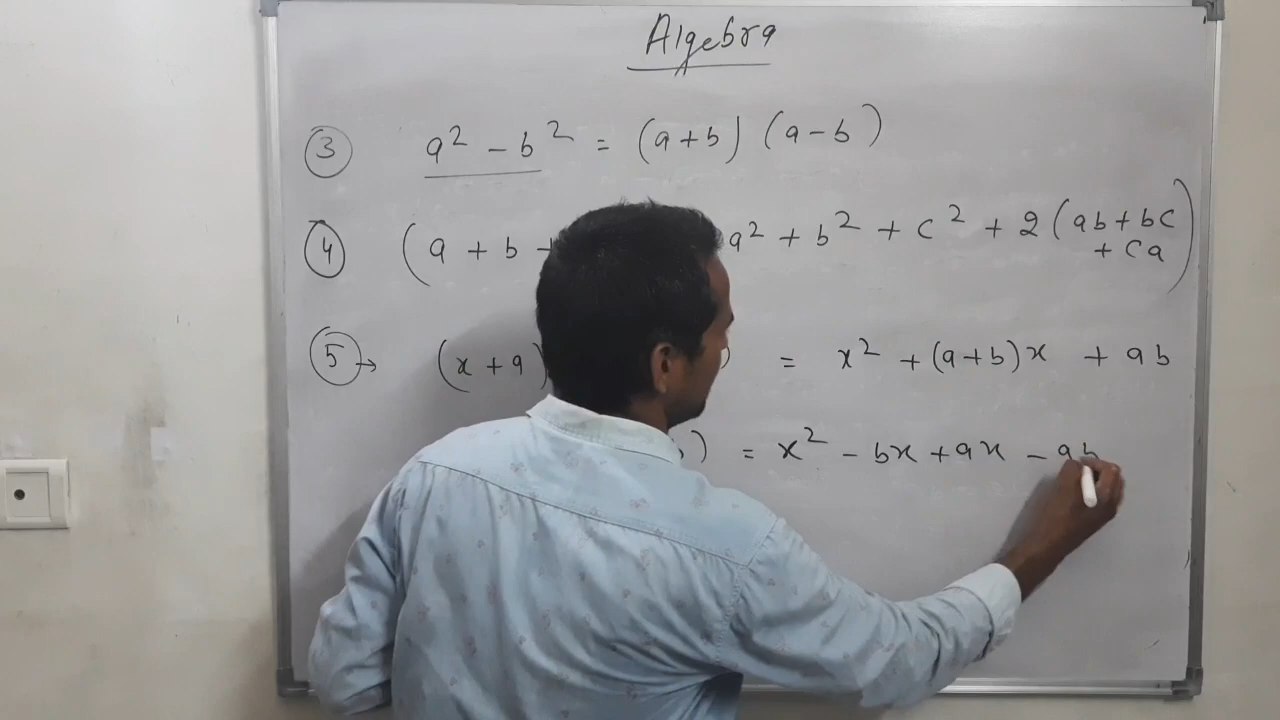 Algebra
③ a² - b² = (a+b) (a-b)
④ (a + b + a² + b² + c² + 2(ab+bc
+ca)
⑤→ (x+a) ) = x² + (a+b)x + ab
) = x² - bx + ax - ab